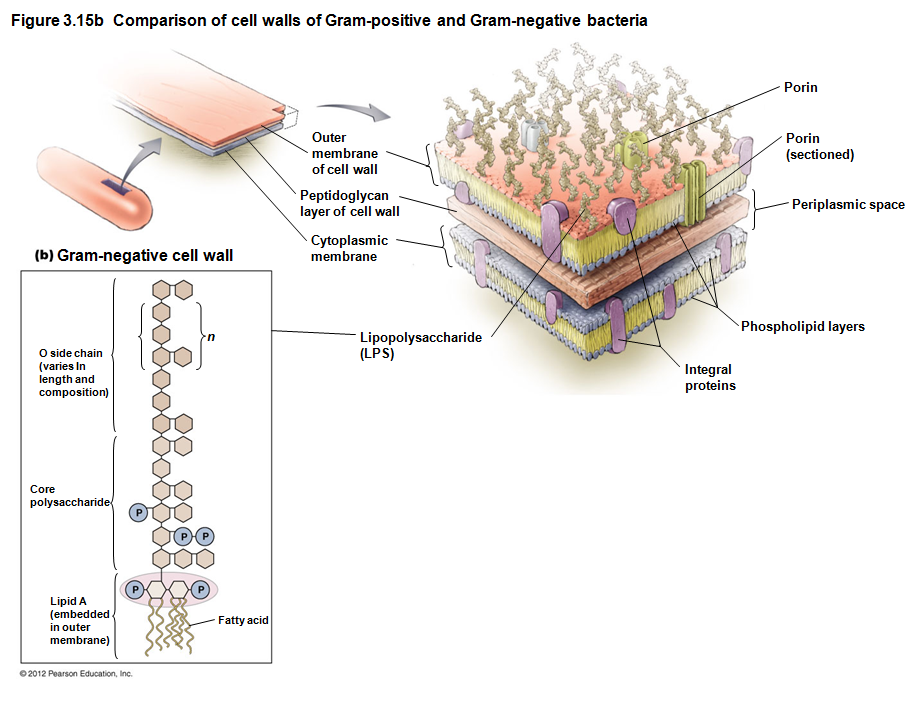 Figure 3.15b  Comparison of cell walls of Gram-positive and Gram-negative bacteria
Porin
Outer
membrane
of cell wall
Porin
(sectioned)
Peptidoglycan
layer of cell wall
Periplasmic space
Cytoplasmic
membrane
(b) Gram-negative cell wall
n
Lipopolysaccharide
(LPS)
Phospholipid layers
Integral
proteins
O side chain
(varies In
length and
composition)
Core
polysaccharide
P
P P
P P
Lipid A
(embedded
in outer
membrane)
Fatty acid
© 2012 Pearson Education, Inc.